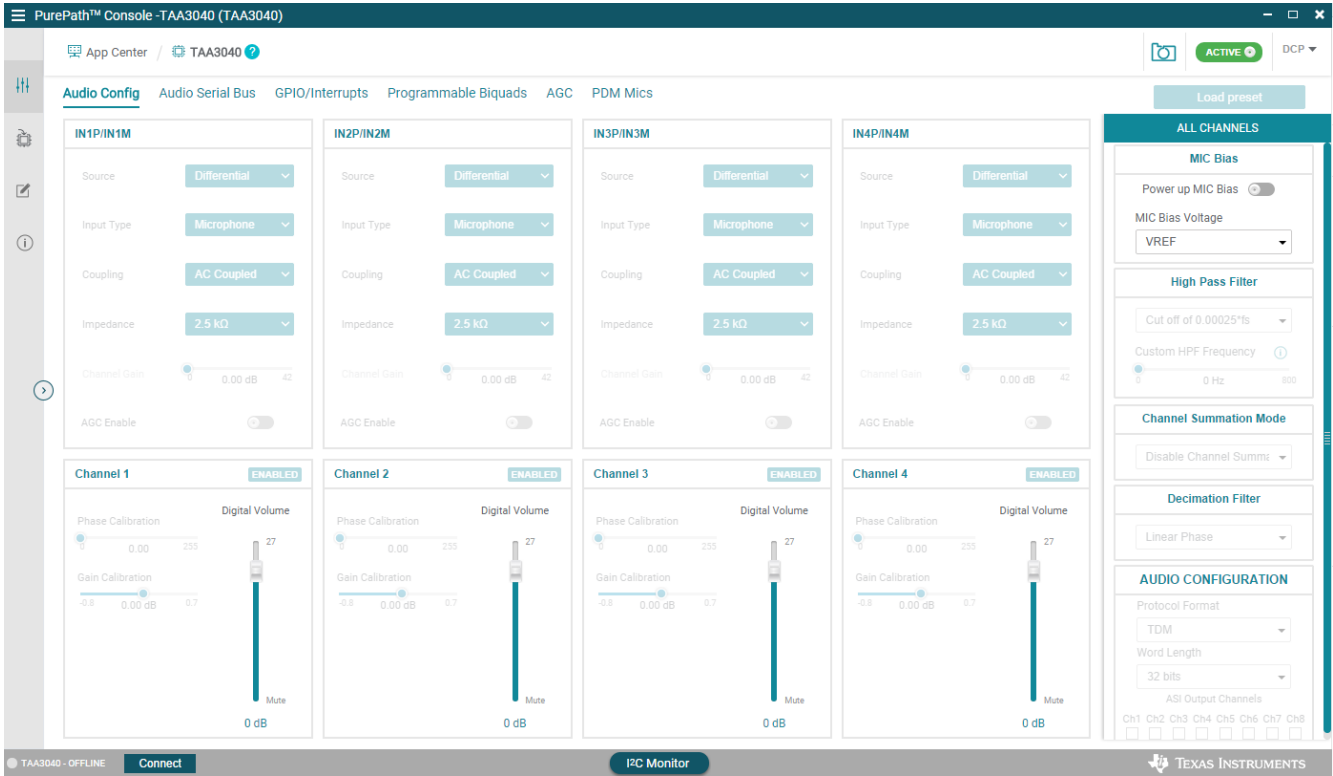 PurePath™ Console -TAA3040 (TAA3040)
App Center / TAA3040 ?
ACTIVE
DCP
Audio Config Audio Serial Bus GPIO/Interrupts Programmable Biquads AGC PDM Mics
Load preset
IN1P/IN1M
Source Differential
Input Type Microphone
Coupling AC Coupled
Impedance 2.5 kΩ
Channel Gain 0 0.00 dB 42
AGC Enable
IN2P/IN2M
Source Differential
Input Type Microphone
Coupling AC Coupled
Impedance 2.5 kΩ
Channel Gain 0 0.00 dB 42
AGC Enable
IN3P/IN3M
Source Differential
Input Type Microphone
Coupling AC Coupled
Impedance 2.5 kΩ
Channel Gain 0 0.00 dB 42
AGC Enable
IN4P/IN4M
Source Differential
Input Type Microphone
Coupling AC Coupled
Impedance 2.5 kΩ
Channel Gain 0 0.00 dB 42
AGC Enable
Channel 1 ENABLED
Phase Calibration
0 0.00 255
Gain Calibration
-0.8 0.00 dB 0.7
Digital Volume
27
Mute
0 dB
Channel 2 ENABLED
Phase Calibration
0 0.00 255
Gain Calibration
-0.8 0.00 dB 0.7
Digital Volume
27
Mute
0 dB
Channel 3 ENABLED
Phase Calibration
0 0.00 255
Gain Calibration
-0.8 0.00 dB 0.7
Digital Volume
27
Mute
0 dB
Channel 4 ENABLED
Phase Calibration
0 0.00 255
Gain Calibration
-0.8 0.00 dB 0.7
Digital Volume
27
Mute
0 dB
ALL CHANNELS
MIC Bias
Power up MIC Bias
MIC Bias Voltage
VREF
High Pass Filter
Cut off of 0.00025*fs
Custom HPF Frequency
0 0 Hz 600
Channel Summation Mode
Disable Channel Summa
Decimation Filter
Linear Phase
AUDIO CONFIGURATION
Protocol Format
TDM
Word Length
32 bits
ASI Output Channels
Ch1 Ch2 Ch3 Ch4 Ch5 Ch6 Ch7 Ch8
TAA3040 - OFFLINE Connect
I²C Monitor
TEXAS INSTRUMENTS